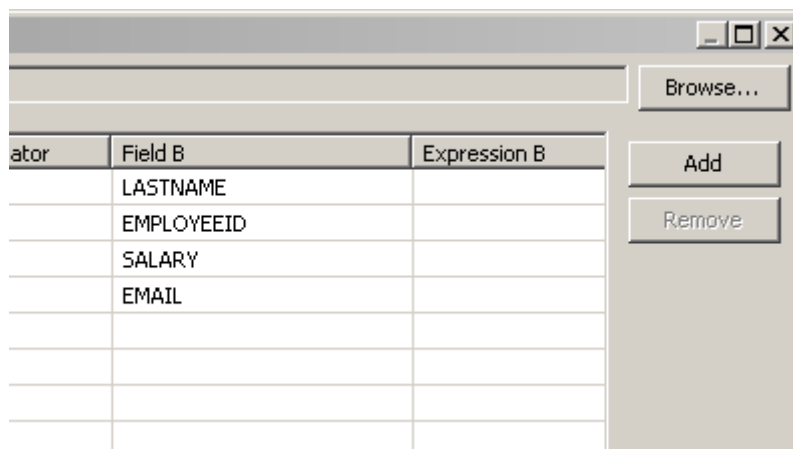 Browse...
ator Field B Expression B
Add
LASTNAME
Remove
EMPLOYEEID
SALARY
EMAIL